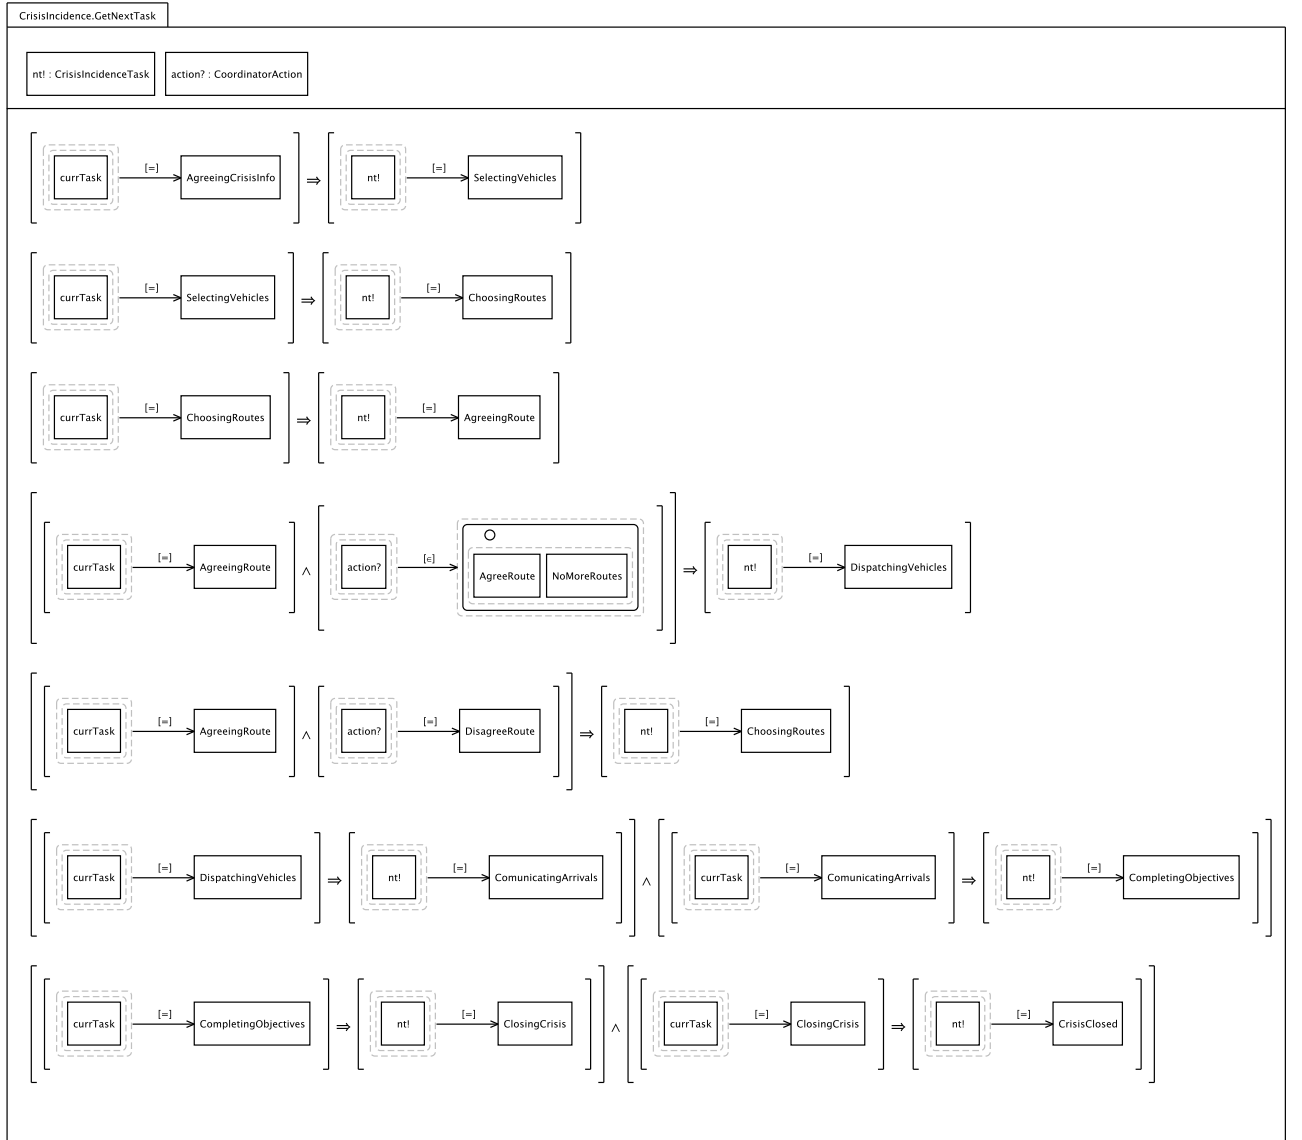 CrisisIncidence.GetNextTask
nt! : CrisisIncidenceTask action? : CoordinatorAction
currTask [=] AgreeingCrisisInfo ⇒ nt! [=] SelectingVehicles
currTask [=] SelectingVehicles ⇒ nt! [=] ChoosingRoutes
currTask [=] ChoosingRoutes ⇒ nt! [=] AgreeingRoute
currTask [=] AgreeingRoute ∧ action? [∈] AgreeRoute NoMoreRoutes ⇒ nt! [=] DispatchingVehicles
currTask [=] AgreeingRoute ∧ action? [=] DisagreeRoute ⇒ nt! [=] ChoosingRoutes
currTask [=] DispatchingVehicles ⇒ nt! [=] ComunicatingArrivals ∧ currTask [=] ComunicatingArrivals ⇒ nt! [=] CompletingObjectives
currTask [=] CompletingObjectives ⇒ nt! [=] ClosingCrisis ∧ currTask [=] ClosingCrisis ⇒ nt! [=] CrisisClosed